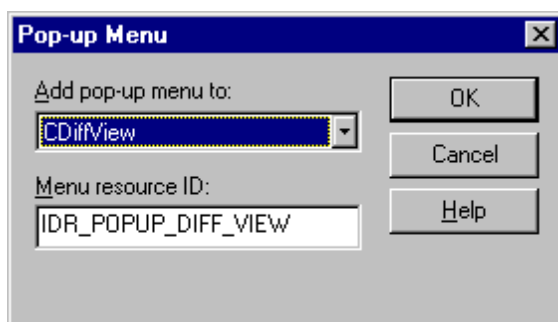 Pop-up Menu
Add pop-up menu to:
CDiffView
Menu resource ID:
IDR_POPUP_DIFF_VIEW
OK
Cancel
Help